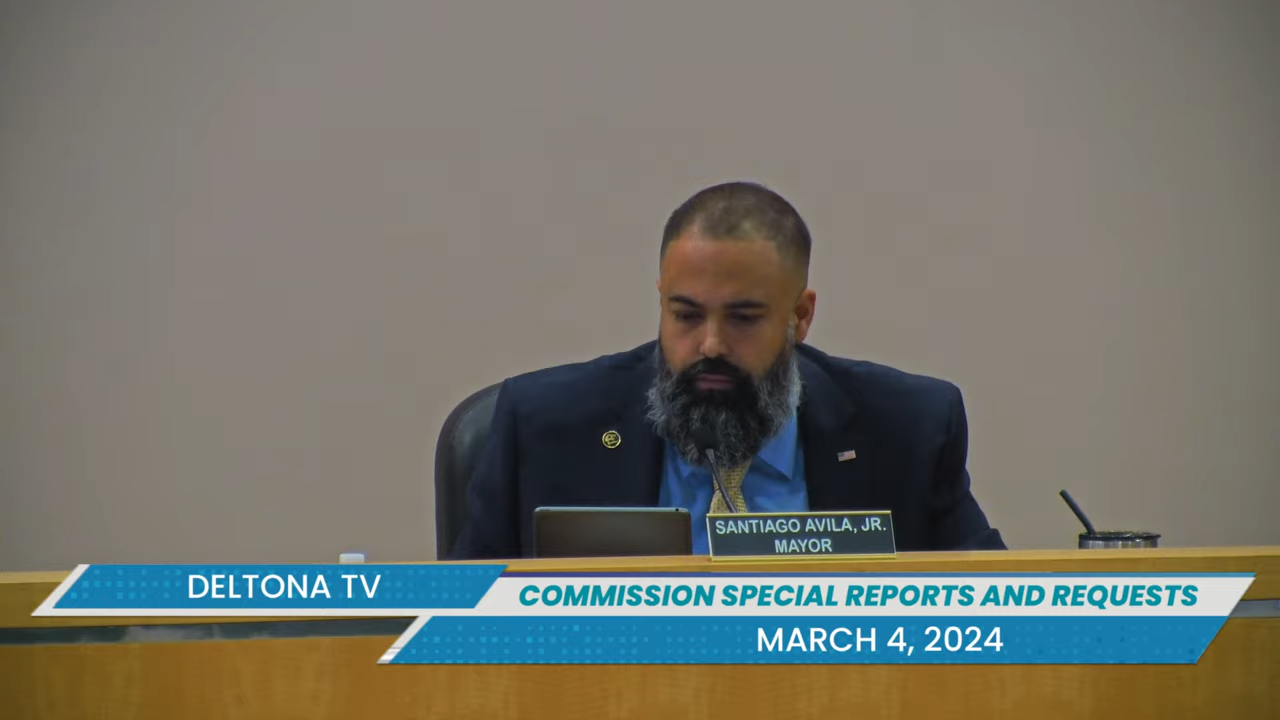 SANTIAGO AVILA, JR.
MAYOR
DELTONA TV
COMMISSION SPECIAL REPORTS AND REQUESTS
MARCH 4, 2024